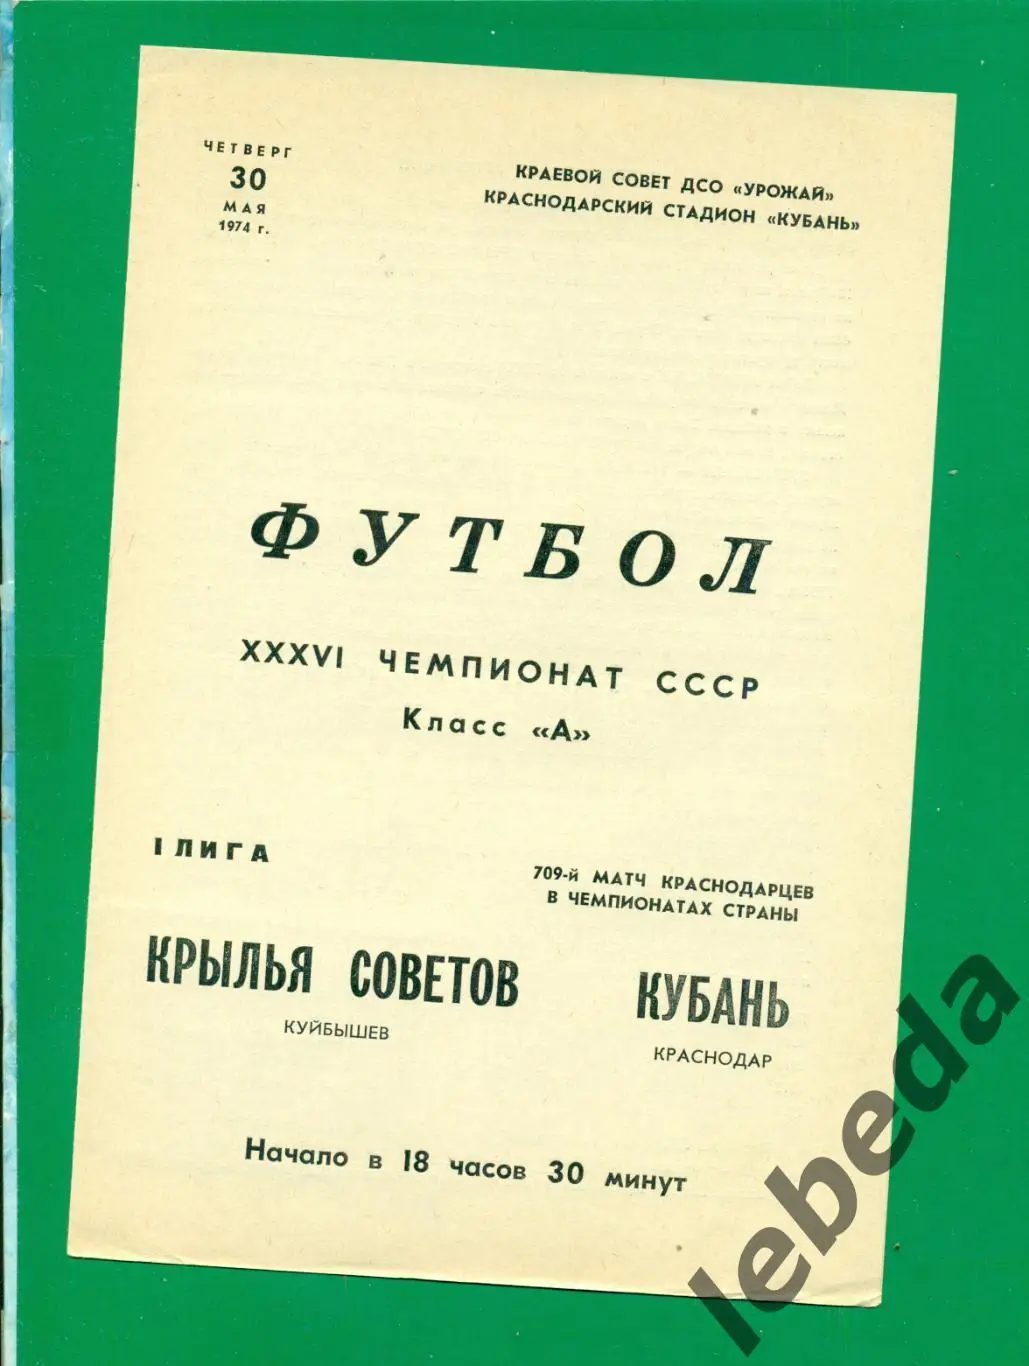 ЧЕТВЕРГ
30
МАЯ
1974 г.
КРАЕВОЙ СОВЕТ ДСО «УРОЖАЙ»
КРАСНОДАРСКИЙ СТАДИОН «КУБАНЬ»
ФУТБОЛ
XXXVI ЧЕМПИОНАТ СССР
Класс «А»
I ЛИГА
709-й МАТЧ КРАСНОДАРЦЕВ
В ЧЕМПИОНАТАХ СТРАНЫ
КРЫЛЬЯ СОВЕТОВ
КУЙБЫШЕВ
КУБАНЬ
КРАСНОДАР
Начало в 18 часов 30 минут
lebeda